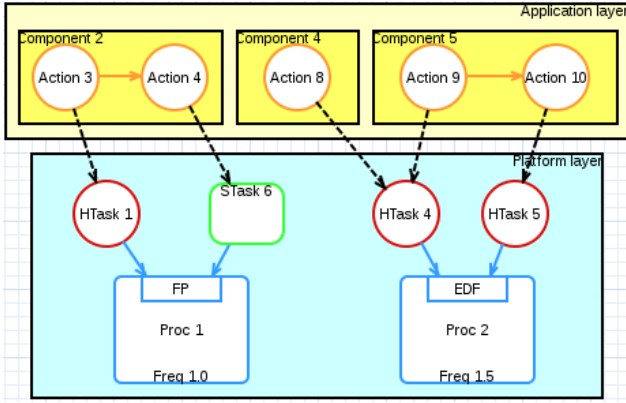 Application layer
Component 2
Component 4
Component 5
Action 3
Action 4
Action 8
Action 9
Action 10
Platform layer
STask 6
HTask 1
HTask 4
HTask 5
FP
EDF
Proc 1
Proc 2
Freq 1.0
Freq 1.5